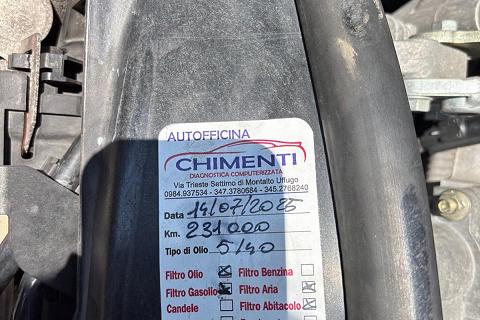 AUTOFFICINA
CHIMENTI
DIAGNOSTICA COMPUTERIZZATA
Via Trieste Settimo di Montalto Uffugo
0984.937534 - 347.3780684 - 345.2768240
Data 14/07/2025
Km. 231000
Tipo di Olio 5/40
Filtro Olio Filtro Benzina
Filtro Gasolio Filtro Aria
Candele Filtro Abitacolo